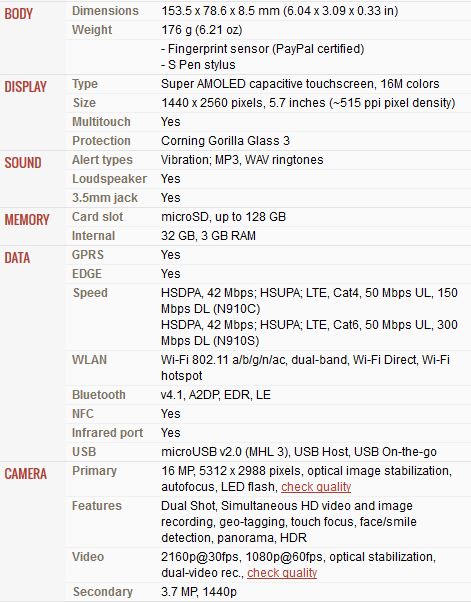 BODY Dimensions 153.5 x 78.6 x 8.5 mm (6.04 x 3.09 x 0.33 in)
Weight 176 g (6.21 oz)
- Fingerprint sensor (PayPal certified)
- S Pen stylus
DISPLAY Type Super AMOLED capacitive touchscreen, 16M colors
Size 1440 x 2560 pixels, 5.7 inches (~515 ppi pixel density)
Multitouch Yes
Protection Corning Gorilla Glass 3
SOUND Alert types Vibration; MP3, WAV ringtones
Loudspeaker Yes
3.5mm jack Yes
MEMORY Card slot microSD, up to 128 GB
Internal 32 GB, 3 GB RAM
DATA GPRS Yes
EDGE Yes
Speed HSDPA, 42 Mbps; HSUPA; LTE, Cat4, 50 Mbps UL, 150
Mbps DL (N910C)
HSDPA, 42 Mbps; HSUPA; LTE, Cat6, 50 Mbps UL, 300
Mbps DL (N910S)
WLAN Wi-Fi 802.11 a/b/g/n/ac, dual-band, Wi-Fi Direct, Wi-Fi
hotspot
Bluetooth v4.1, A2DP, EDR, LE
NFC Yes
Infrared port Yes
USB microUSB v2.0 (MHL 3), USB Host, USB On-the-go
CAMERA Primary 16 MP, 5312 x 2988 pixels, optical image stabilization,
autofocus, LED flash, check quality
Features Dual Shot, Simultaneous HD video and image
recording, geo-tagging, touch focus, face/smile
detection, panorama, HDR
Video 2160p@30fps, 1080p@60fps, optical stabilization,
dual-video rec., check quality
Secondary 3.7 MP, 1440p